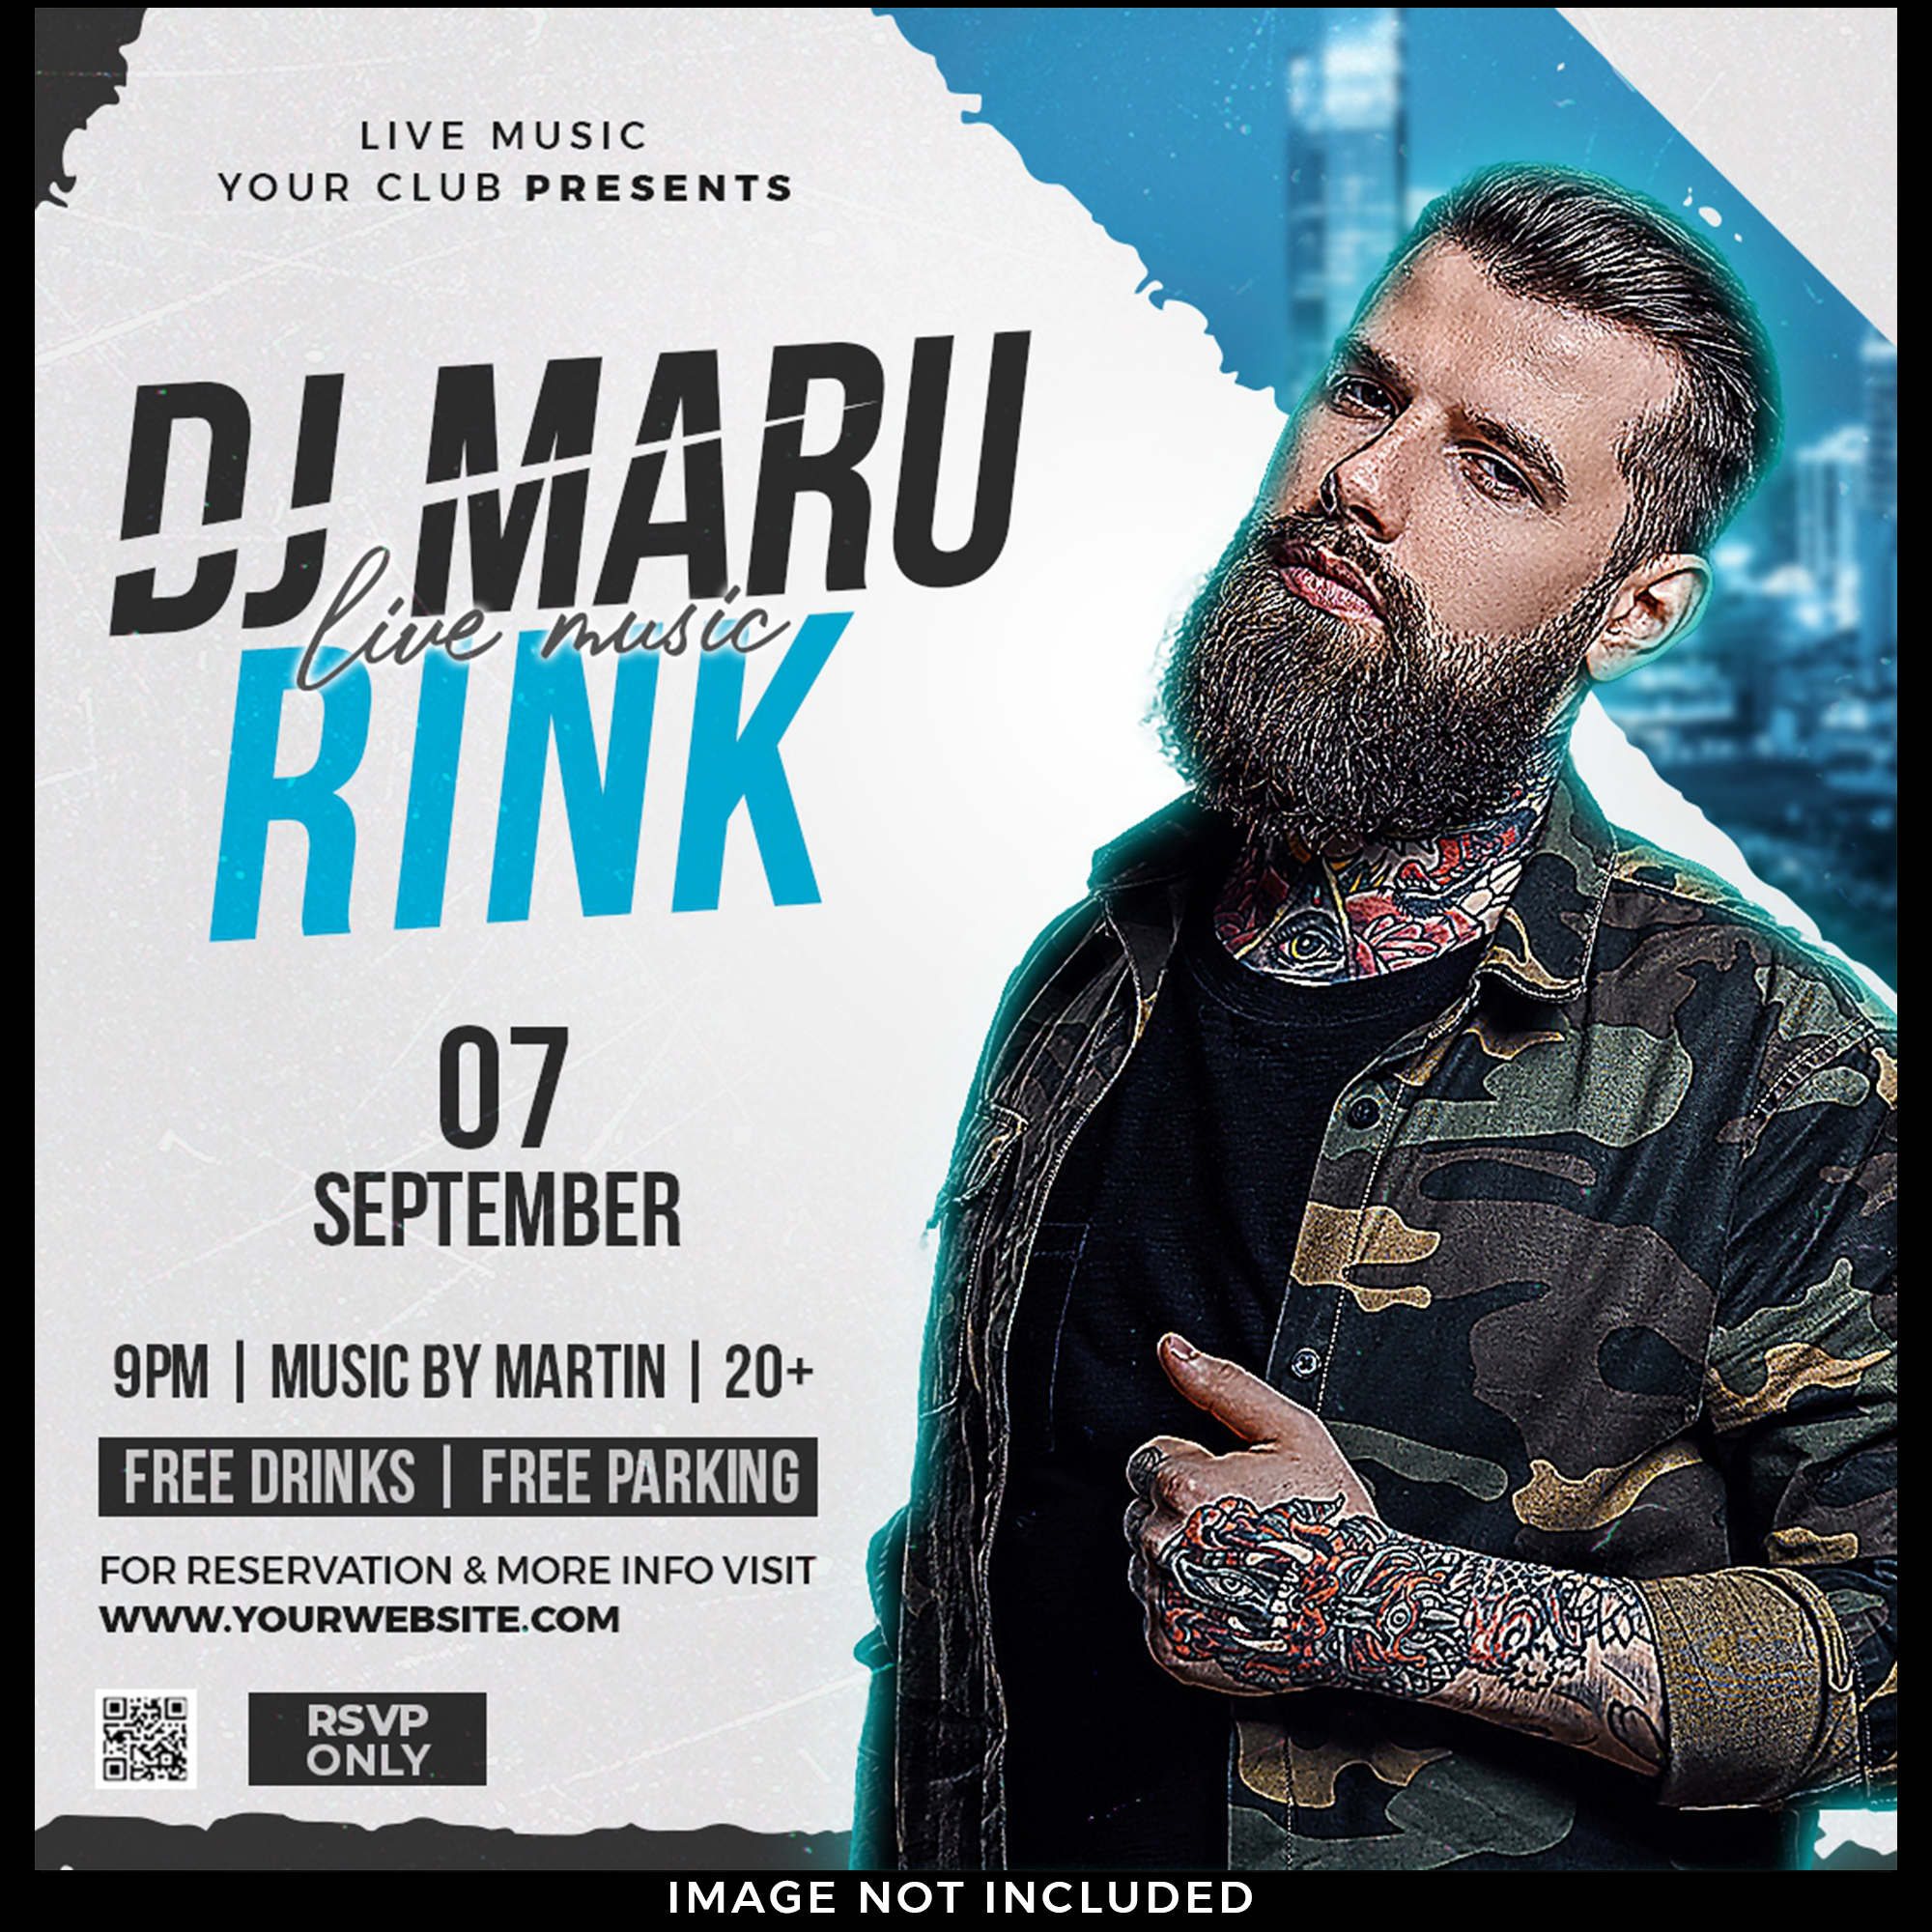 LIVE MUSIC
YOUR CLUB PRESENTS
DJ MARU
live music
RINK
07
SEPTEMBER
9PM | MUSIC BY MARTIN | 20+
FREE DRINKS | FREE PARKING
FOR RESERVATION & MORE INFO VISIT
WWW.YOURWEBSITE.COM
RSVP
ONLY
IMAGE NOT INCLUDED